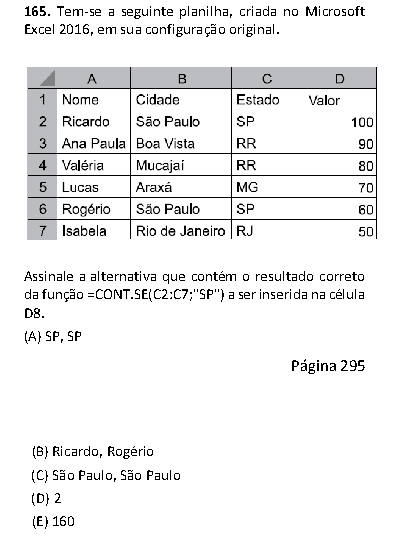 165. Tem-se a seguinte planilha, criada no Microsoft
Excel 2016, em sua configuração original.
A B C D
1 Nome Cidade Estado Valor
2 Ricardo São Paulo SP 100
3 Ana Paula Boa Vista RR 90
4 Valéria Mucajaí RR 80
5 Lucas Araxá MG 70
6 Rogério São Paulo SP 60
7 Isabela Rio de Janeiro RJ 50
Assinale a alternativa que contém o resultado correto
da função =CONT.SE(C2:C7;"SP") a ser inserida na célula
D8.
(A) SP, SP
Página 295
(B) Ricardo, Rogério
(C) São Paulo, São Paulo
(D) 2
(E) 160